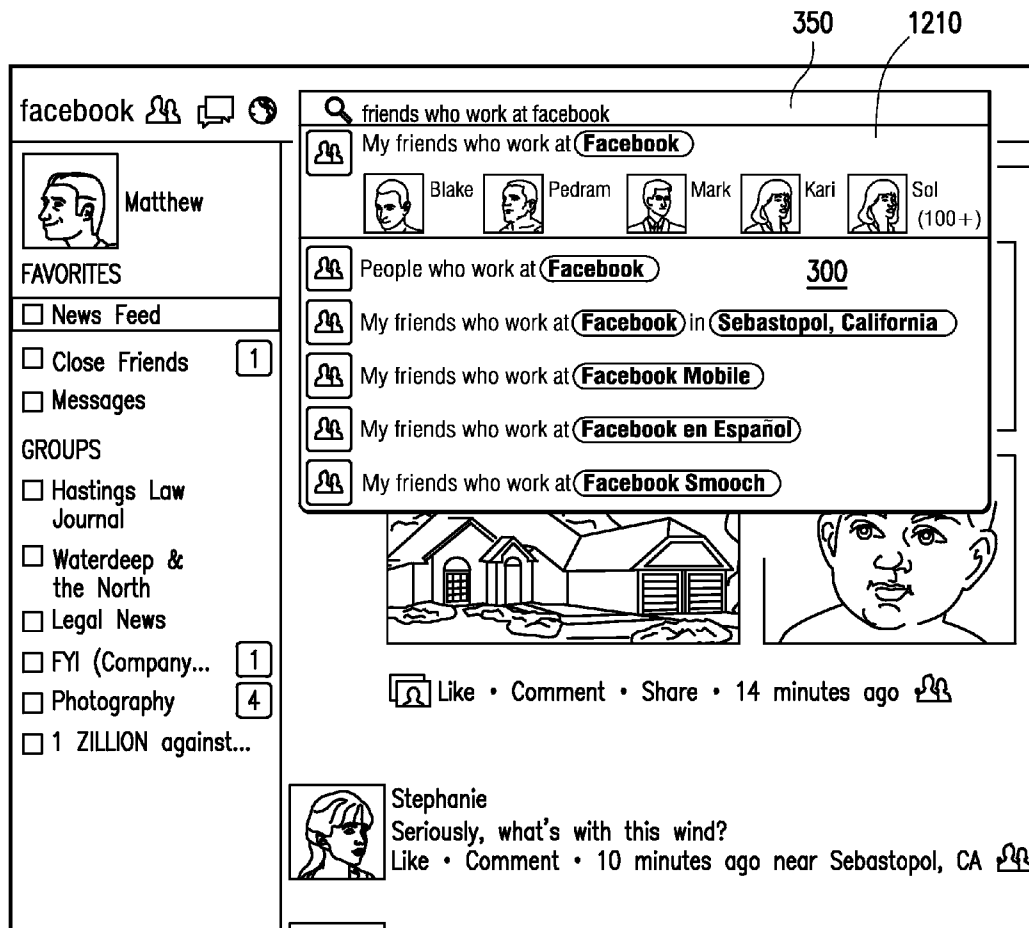 350 1210
facebook
friends who work at facebook
My friends who work at Facebook
Blake Pedram Mark Kari Sol
(100+)
Matthew
FAVORITES
News Feed
Close Friends 1
Messages
GROUPS
Hastings Law
Journal
Waterdeep &
the North
Legal News
FYI (Company... 1
Photography 4
1 ZILLION against...
People who work at Facebook 300
My friends who work at Facebook in Sebastopol, California
My friends who work at Facebook Mobile
My friends who work at Facebook en Español
My friends who work at Facebook Smooch
Like • Comment • Share • 14 minutes ago
Stephanie
Seriously, what's with this wind?
Like • Comment • 10 minutes ago near Sebastopol, CA